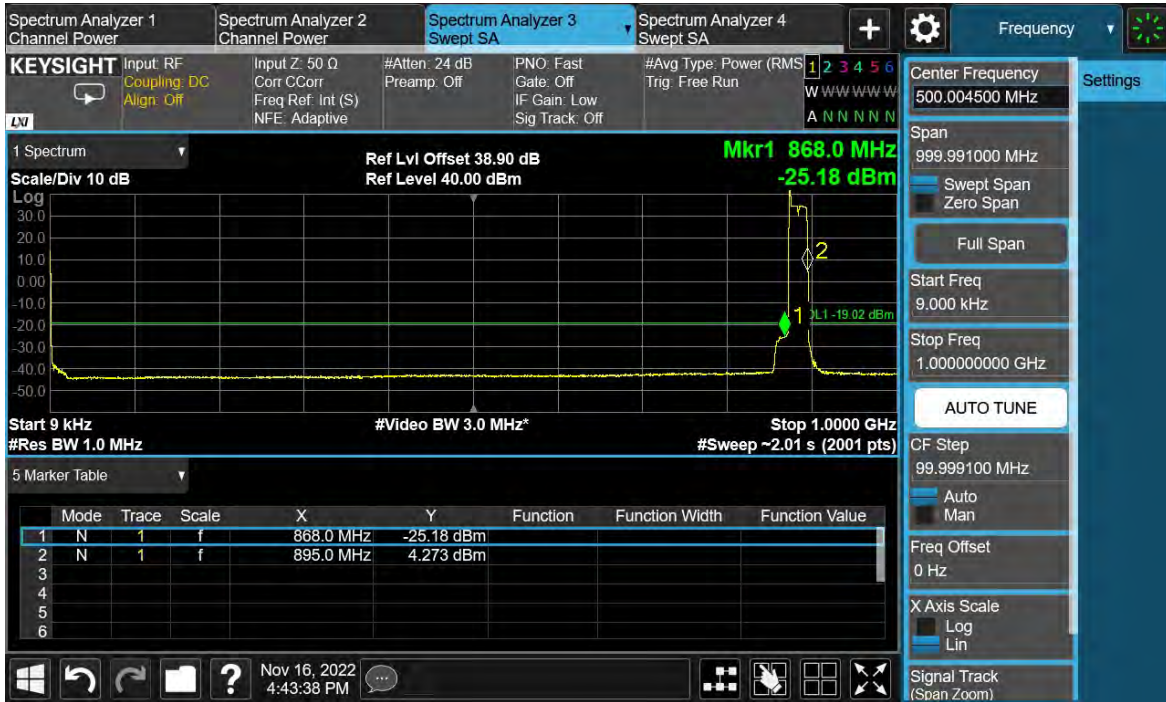 Spectrum Analyzer 1
Channel Power
Spectrum Analyzer 2
Channel Power
Spectrum Analyzer 3
Swept SA
Spectrum Analyzer 4
Swept SA
+
Frequency
KEYSIGHT
LXI
Input: RF
Coupling: DC
Align: Off
Input Z: 50 Ω
Corr CCorr
Freq Ref: Int (S)
NFE: Adaptive
#Atten: 24 dB
Preamp: Off
PNO: Fast
Gate: Off
IF Gain: Low
Sig Track: Off
#Avg Type: Power (RMS
Trig: Free Run
1 2 3 4 5 6
W W W W W W
A N N N N N
1 Spectrum
Scale/Div 10 dB
Ref Lvl Offset 38.90 dB
Ref Level 40.00 dBm
Mkr1 868.0 MHz
-25.18 dBm
Log
30.0
20.0
10.0
0.00
-10.0
-20.0
-30.0
-40.0
-50.0
2
1
DL1 -19.02 dBm
Start 9 kHz
#Res BW 1.0 MHz
#Video BW 3.0 MHz*
Stop 1.0000 GHz
#Sweep ~2.01 s (2001 pts)
5 Marker Table
Mode Trace Scale X Y Function Function Width Function Value
1 N 1 f 868.0 MHz -25.18 dBm
2 N 1 f 895.0 MHz 4.273 dBm
3
4
5
6
?
Nov 16, 2022
4:43:38 PM
Center Frequency
500.004500 MHz
Settings
Span
999.991000 MHz
Swept Span
Zero Span
Full Span
Start Freq
9.000 kHz
Stop Freq
1.000000000 GHz
AUTO TUNE
CF Step
99.999100 MHz
Auto
Man
Freq Offset
0 Hz
X Axis Scale
Log
Lin
Signal Track
(Span Zoom)